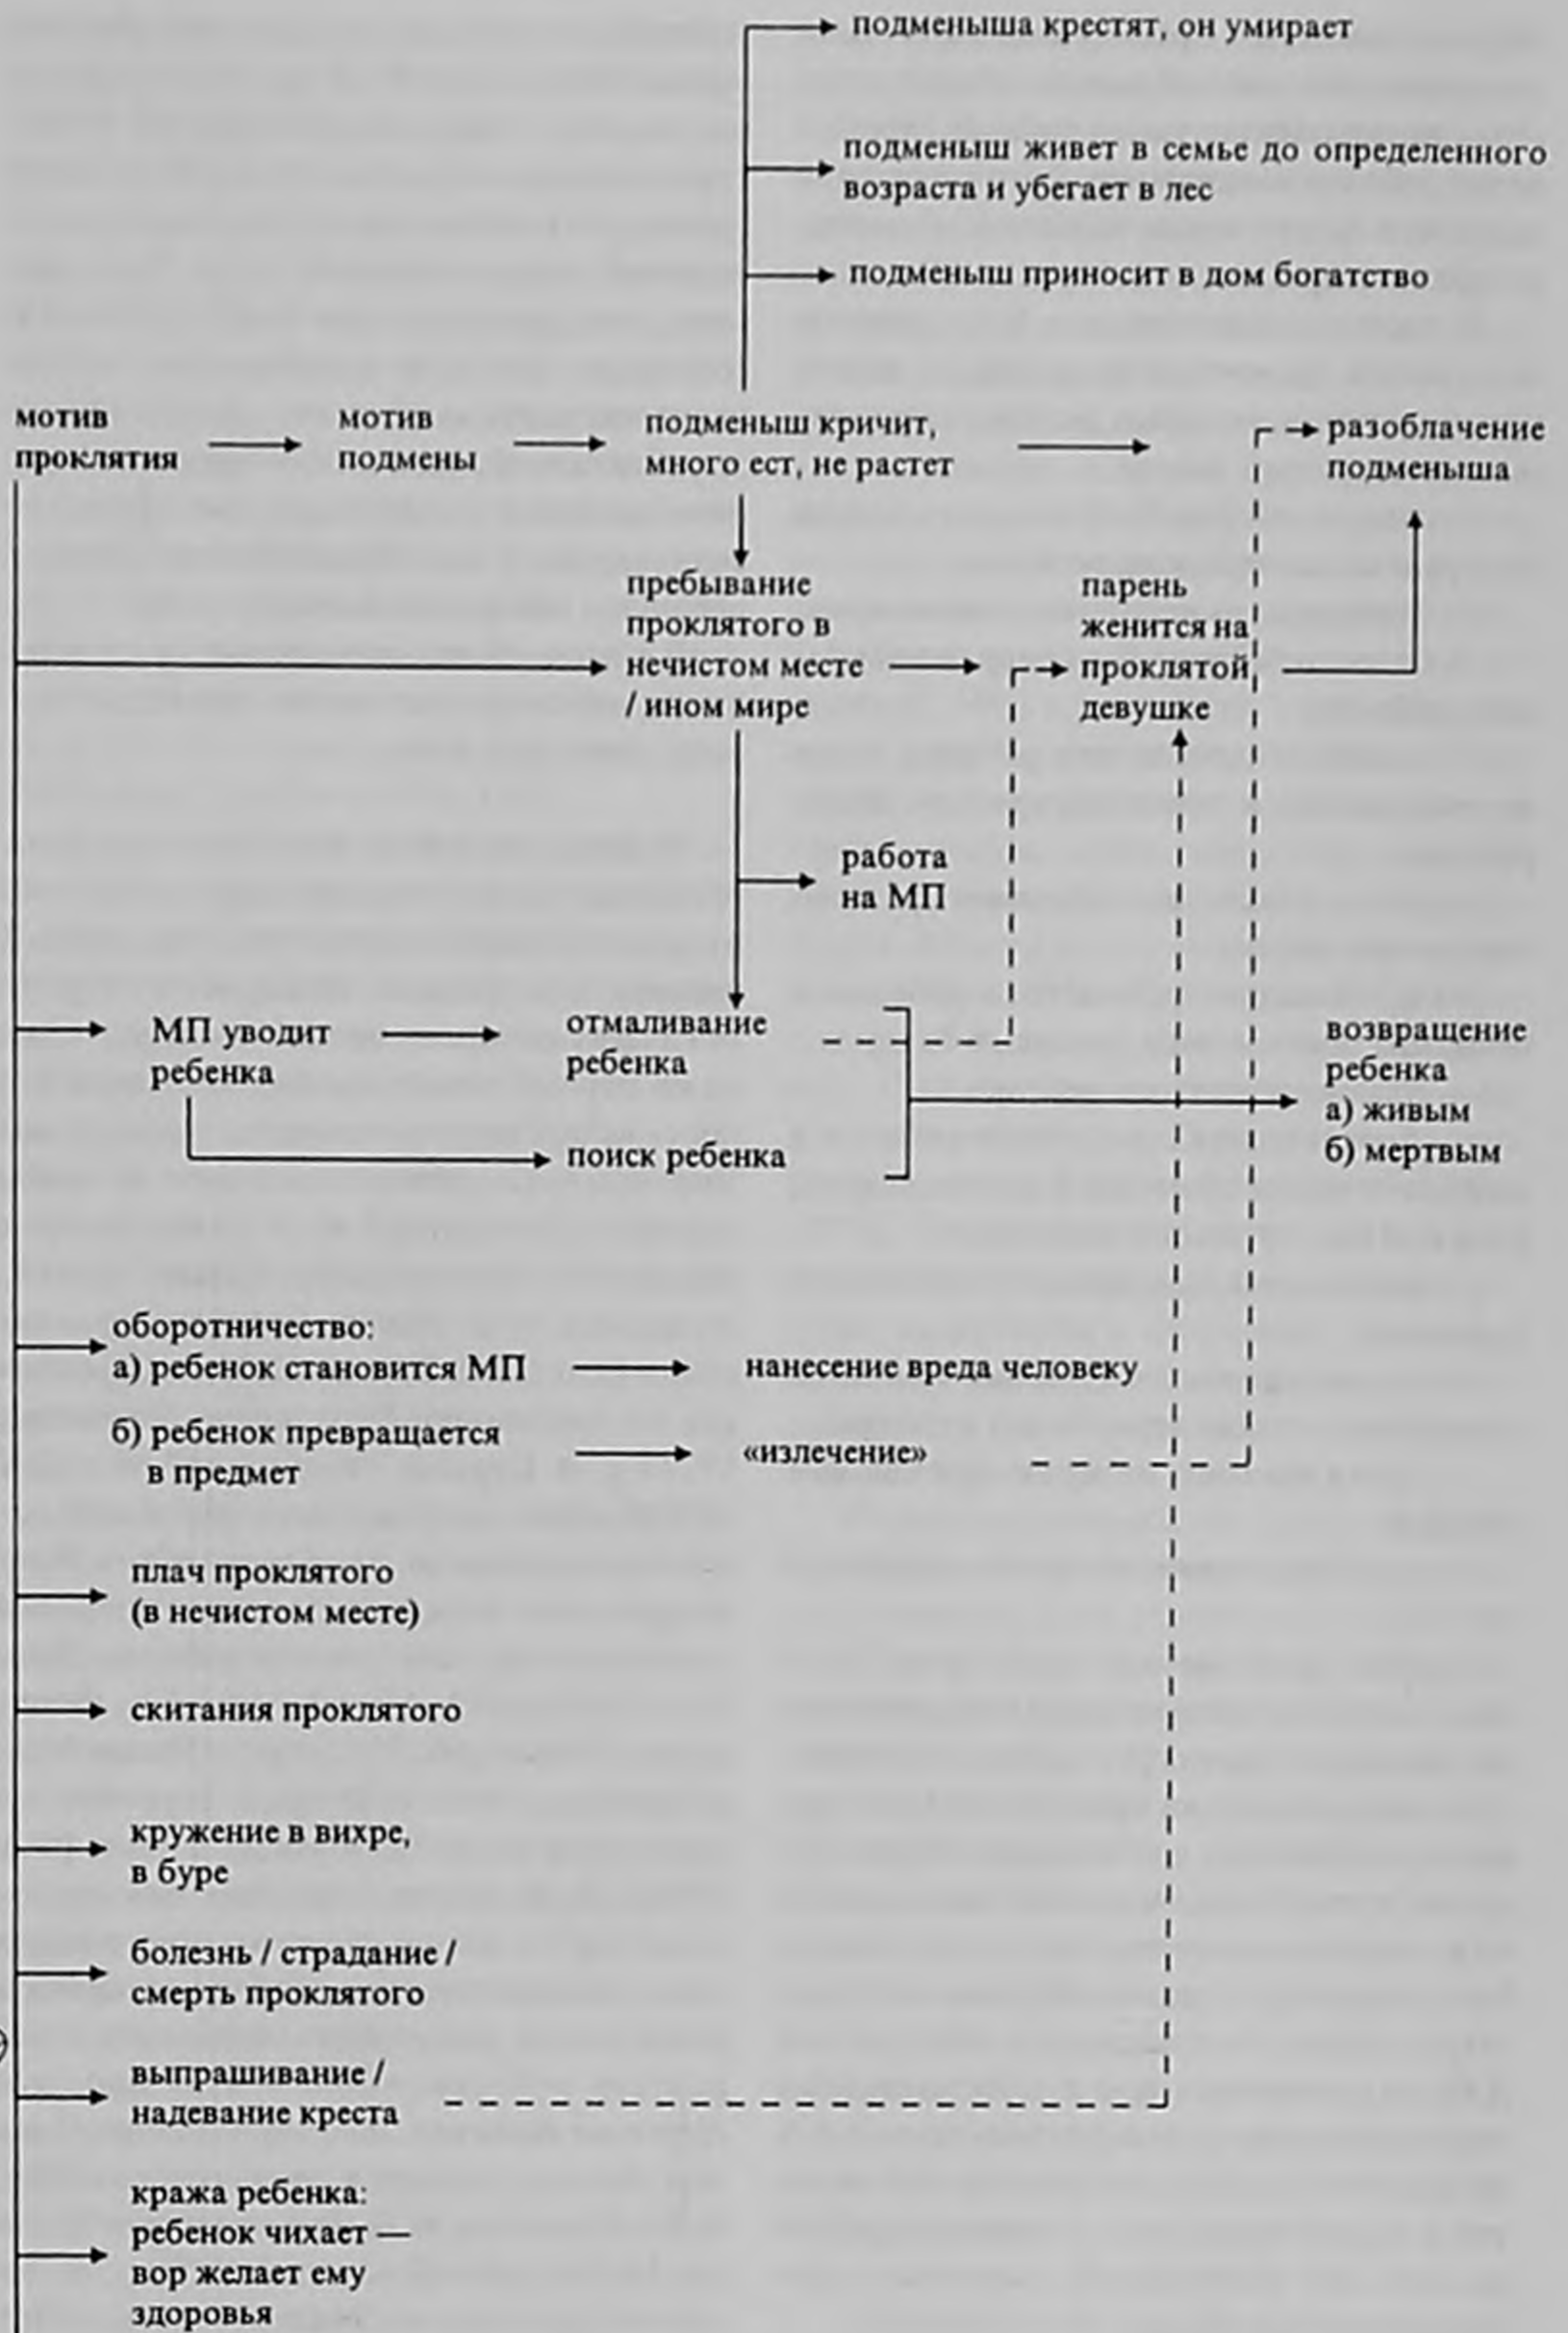 подменыша крестят, он умирает
подменыш живет в семье до определенного
возраста и убегает в лес
подменыш приносит в дом богатство
мотив
проклятия
мотив
подмены
подменыш кричит,
много ест, не растет
разоблачение
подменыша
пребывание
проклятого в
нечистом месте
/ ином мире
парень
женится на
проклятой
девушке
работа
на МП
МП уводит
ребенка
отмаливание
ребенка
поиск ребенка
возвращение
ребенка
а) живым
б) мертвым
оборотничество:
а) ребенок становится МП
нанесение вреда человеку
б) ребенок превращается
в предмет
«излечение»
плач проклятого
(в нечистом месте)
скитания проклятого
кружение в вихре,
в буре
болезнь / страдание /
смерть проклятого
выпрашивание /
надевание креста
кража ребенка:
ребенок чихает —
вор желает ему
здоровья